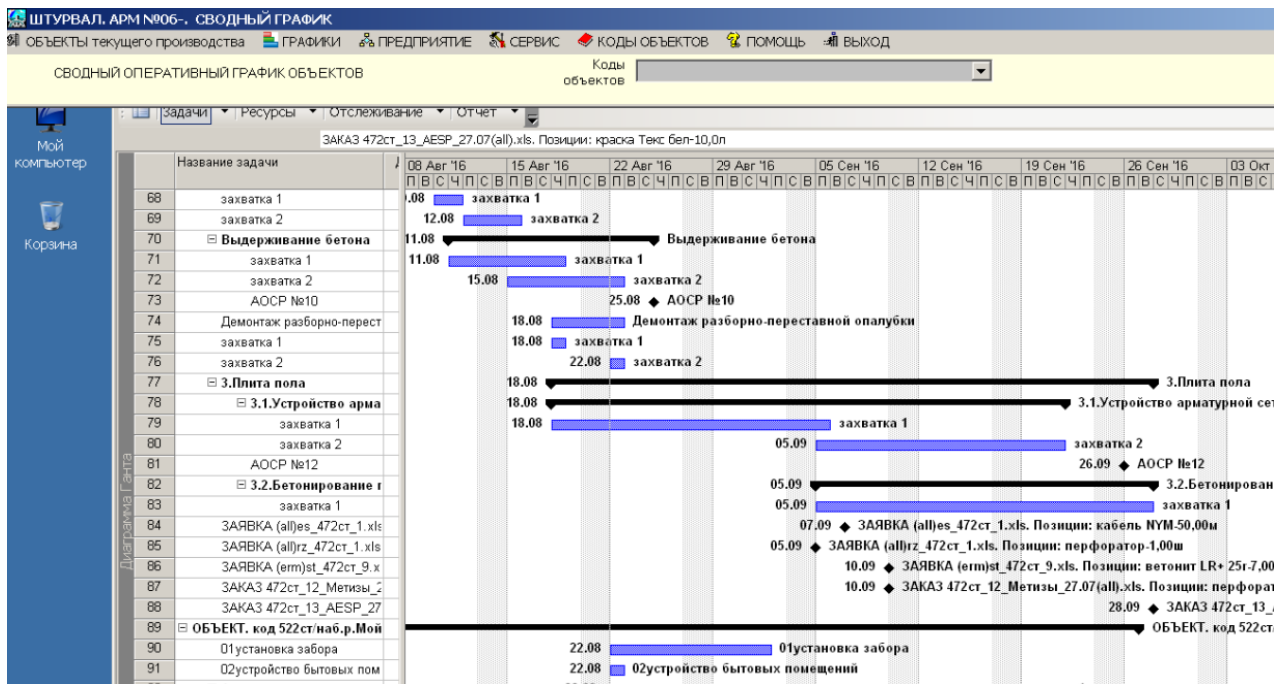 ШТУРВАЛ. АРМ №06-. СВОДНЫЙ ГРАФИК
ОБЪЕКТЫ текущего производства ГРАФИКИ ПРЕДПРИЯТИЕ СЕРВИС КОДЫ ОБЪЕКТОВ ПОМОЩЬ ВЫХОД
СВОДНЫЙ ОПЕРАТИВНЫЙ ГРАФИК ОБЪЕКТОВ
Коды
объектов
Задачи Ресурсы Отслеживание Отчет
Мой
компьютер
Корзина
ЗАКАЗ 472ст_13_AESP_27.07(all).xls. Позиции: краска Текс бел-10,0л
Название задачи
08 Авг '16 15 Авг '16 22 Авг '16 29 Авг '16 05 Сен '16 12 Сен '16 19 Сен '16 26 Сен '16 03 Окт
П В С Ч П С В П В С Ч П С В П В С Ч П С В П В С Ч П С В П В С Ч П С В П В С Ч П С В П В С Ч П С В П В С Ч П С В П В С
Диаграмма Ганта
68 захватка 1 .08 захватка 1
69 захватка 2 12.08 захватка 2
70 Выдерживание бетона 11.08 Выдерживание бетона
71 захватка 1 11.08 захватка 1
72 захватка 2 15.08 захватка 2
73 АОСР №10 25.08 АОСР №10
74 Демонтаж разборно-перест 18.08 Демонтаж разборно-переставной опалубки
75 захватка 1 18.08 захватка 1
76 захватка 2 22.08 захватка 2
77 3.Плита пола 18.08 3.Плита пола
78 3.1.Устройство арма 18.08 3.1.Устройство арматурной сет
79 захватка 1 18.08 захватка 1
80 захватка 2 05.09 захватка 2
81 АОСР №12 26.09 АОСР №12
82 3.2.Бетонирование г 05.09 3.2.Бетонирован
83 захватка 1 05.09 захватка 1
84 ЗАЯВКА (all)es_472ст_1.xls 07.09 ЗАЯВКА (all)es_472ст_1.xls. Позиции: кабель NYM-50,00м
85 ЗАЯВКА (all)rz_472ст_1.xls 05.09 ЗАЯВКА (all)rz_472ст_1.xls. Позиции: перфоратор-1,00ш
86 ЗАЯВКА (erm)st_472ст_9.x 10.09 ЗАЯВКА (erm)st_472ст_9.xls. Позиции: ветонит LR+ 25г-7,00
87 ЗАКАЗ 472ст_12_Метизы_2 10.09 ЗАКАЗ 472ст_12_Метизы_27.07(all).xls. Позиции: перфорат
88 ЗАКАЗ 472ст_13_AESP_27 28.09 ЗАКАЗ 472ст_13_
89 ОБЪЕКТ. код 522ст/наб.р.Мой ОБЪЕКТ. код 522ст
90 01установка забора 22.08 01установка забора
91 02устройство бытовых пом 22.08 02устройство бытовых помещений